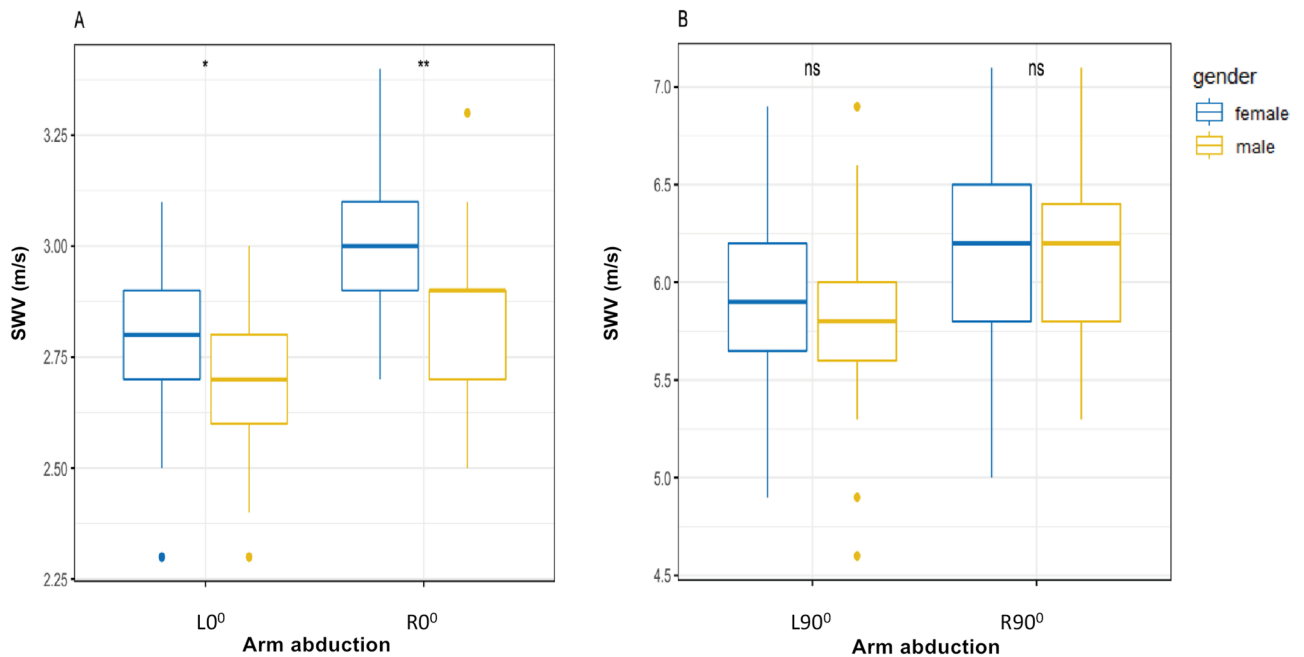 A
* **
3.25
3.00
2.75
2.50
2.25
SWV (m/s)
L0⁰ R0⁰
Arm abduction
B
ns ns
7.0
6.5
6.0
5.5
5.0
4.5
SWV (m/s)
L90⁰ R90⁰
Arm abduction
gender
female
male